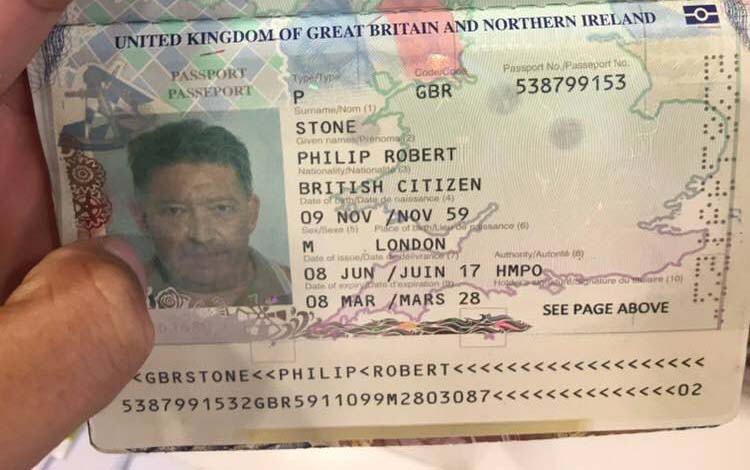 UNITED KINGDOM OF GREAT BRITAIN AND NORTHERN IRELAND
PASSPORT
PASSEPORT
Type/Type Code/Code Passport No./Passeport No.
P GBR 538799153
Surname/Nom (1)
STONE
Given names/Prénoms (2)
PHILIP ROBERT
Nationality/Nationalité (3)
BRITISH CITIZEN
Date of birth/Date de naissance (4)
09 NOV /NOV 59
Sex/Sexe (5) Place of birth/Lieu de naissance (6)
M LONDON
Date of issue/Date de délivrance (7) Authority/Autorité (8)
08 JUN /JUIN 17 HMPO
Date of expiry/Date d'expiration (9) Holder's signature/Signature du titulaire (10)
08 MAR /MARS 28
SEE PAGE ABOVE
<GBRSTONE<<PHILIP<ROBERT<<<<<<<<<<<<<<<<<<<<
5387991532GBR5911099M2803087<<<<<<<<<<<<<<02